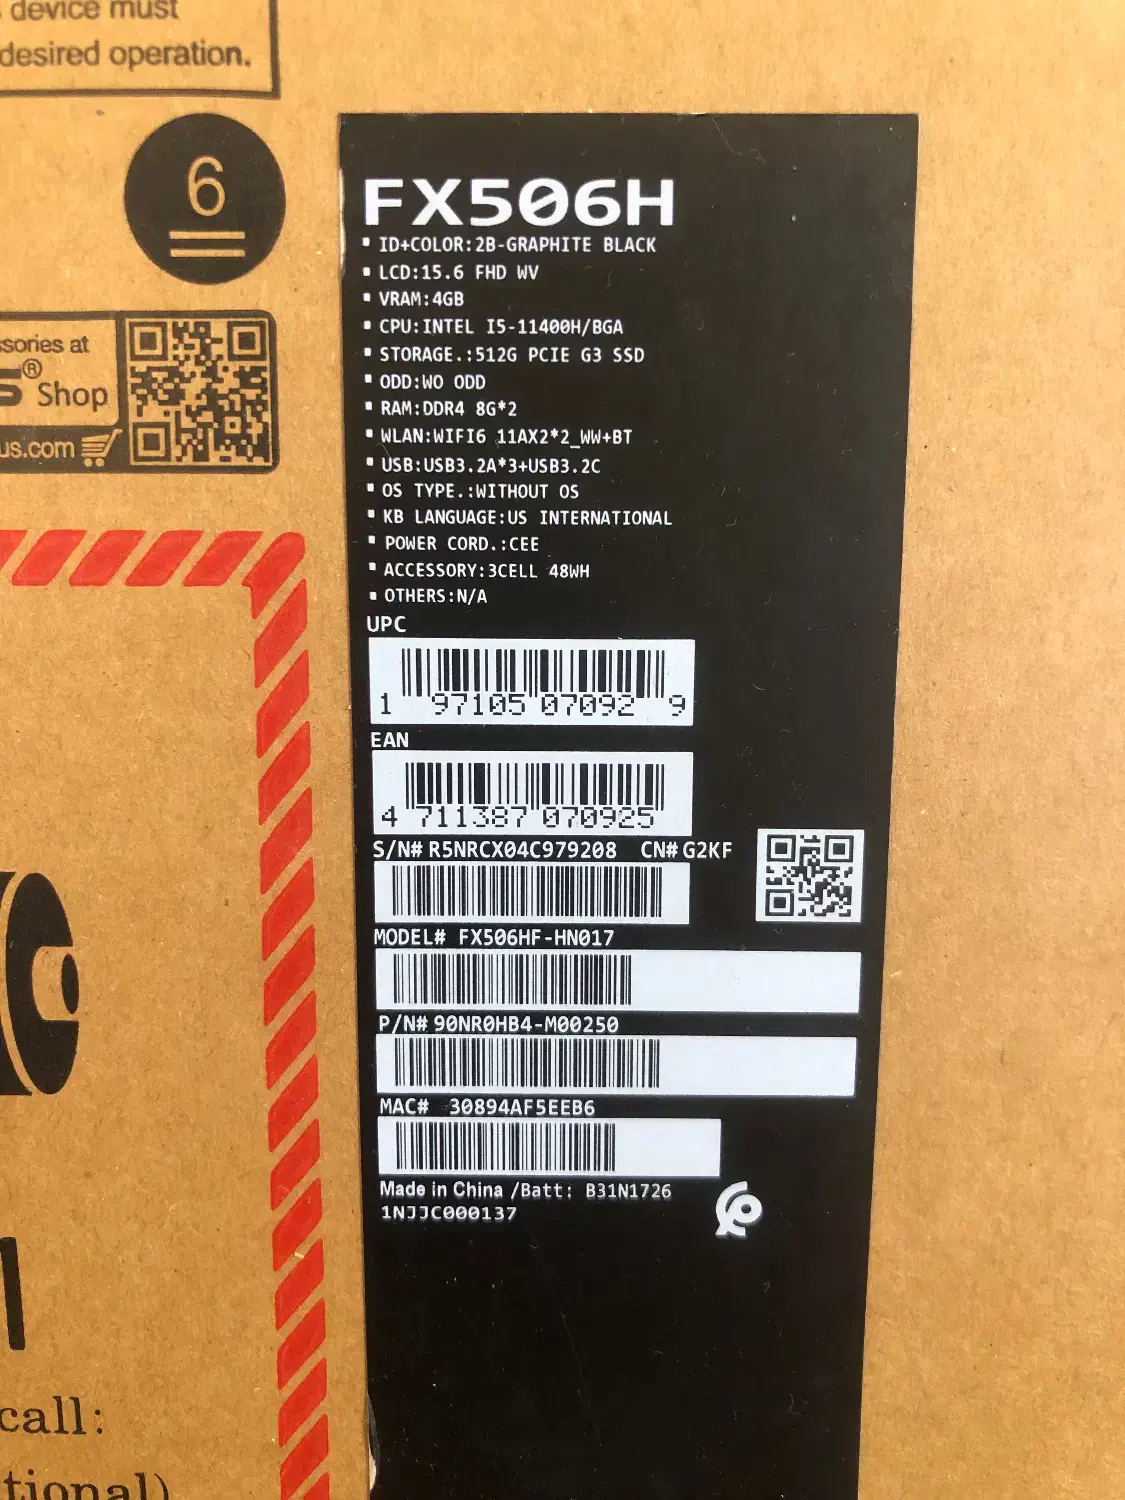 device must
desired operation.
6
ssories at
S® Shop
us.com
FX506H
▪ ID+COLOR:2B-GRAPHITE BLACK
▪ LCD:15.6 FHD WV
▪ VRAM:4GB
▪ CPU:INTEL I5-11400H/BGA
▪ STORAGE.:512G PCIE G3 SSD
▪ ODD:WO ODD
▪ RAM:DDR4 8G*2
▪ WLAN:WIFI6 11AX2*2_WW+BT
▪ USB:USB3.2A*3+USB3.2C
▪ OS TYPE.:WITHOUT OS
▪ KB LANGUAGE:US INTERNATIONAL
▪ POWER CORD.:CEE
▪ ACCESSORY:3CELL 48WH
▪ OTHERS:N/A
UPC
1 97105 07092 9
EAN
4 711387 070925
S/N# R5NRCX04C979208 CN# G2KF
MODEL# FX506HF-HN017
P/N# 90NR0HB4-M00250
MAC# 30894AF5EEB6
Made in China /Batt: B31N1726
1NJJC000137
call:
tional)